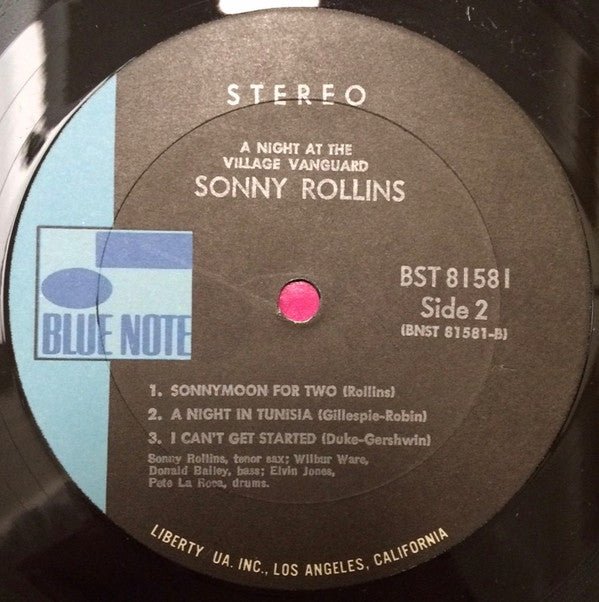 STEREO
A NIGHT AT THE
VILLAGE VANGUARD
SONNY ROLLINS
BST 81581
Side 2
(BNST 81581-B)
BLUE NOTE
1. SONNYMOON FOR TWO (Rollins)
2. A NIGHT IN TUNISIA (Gillespie-Robin)
3. I CAN'T GET STARTED (Duke-Gershwin)
Sonny Rollins, tenor sax; Wilbur Ware,
Donald Bailey, bass; Elvin Jones,
Pete La Roca, drums.
LIBERTY UA. INC., LOS ANGELES, CALIFORNIA